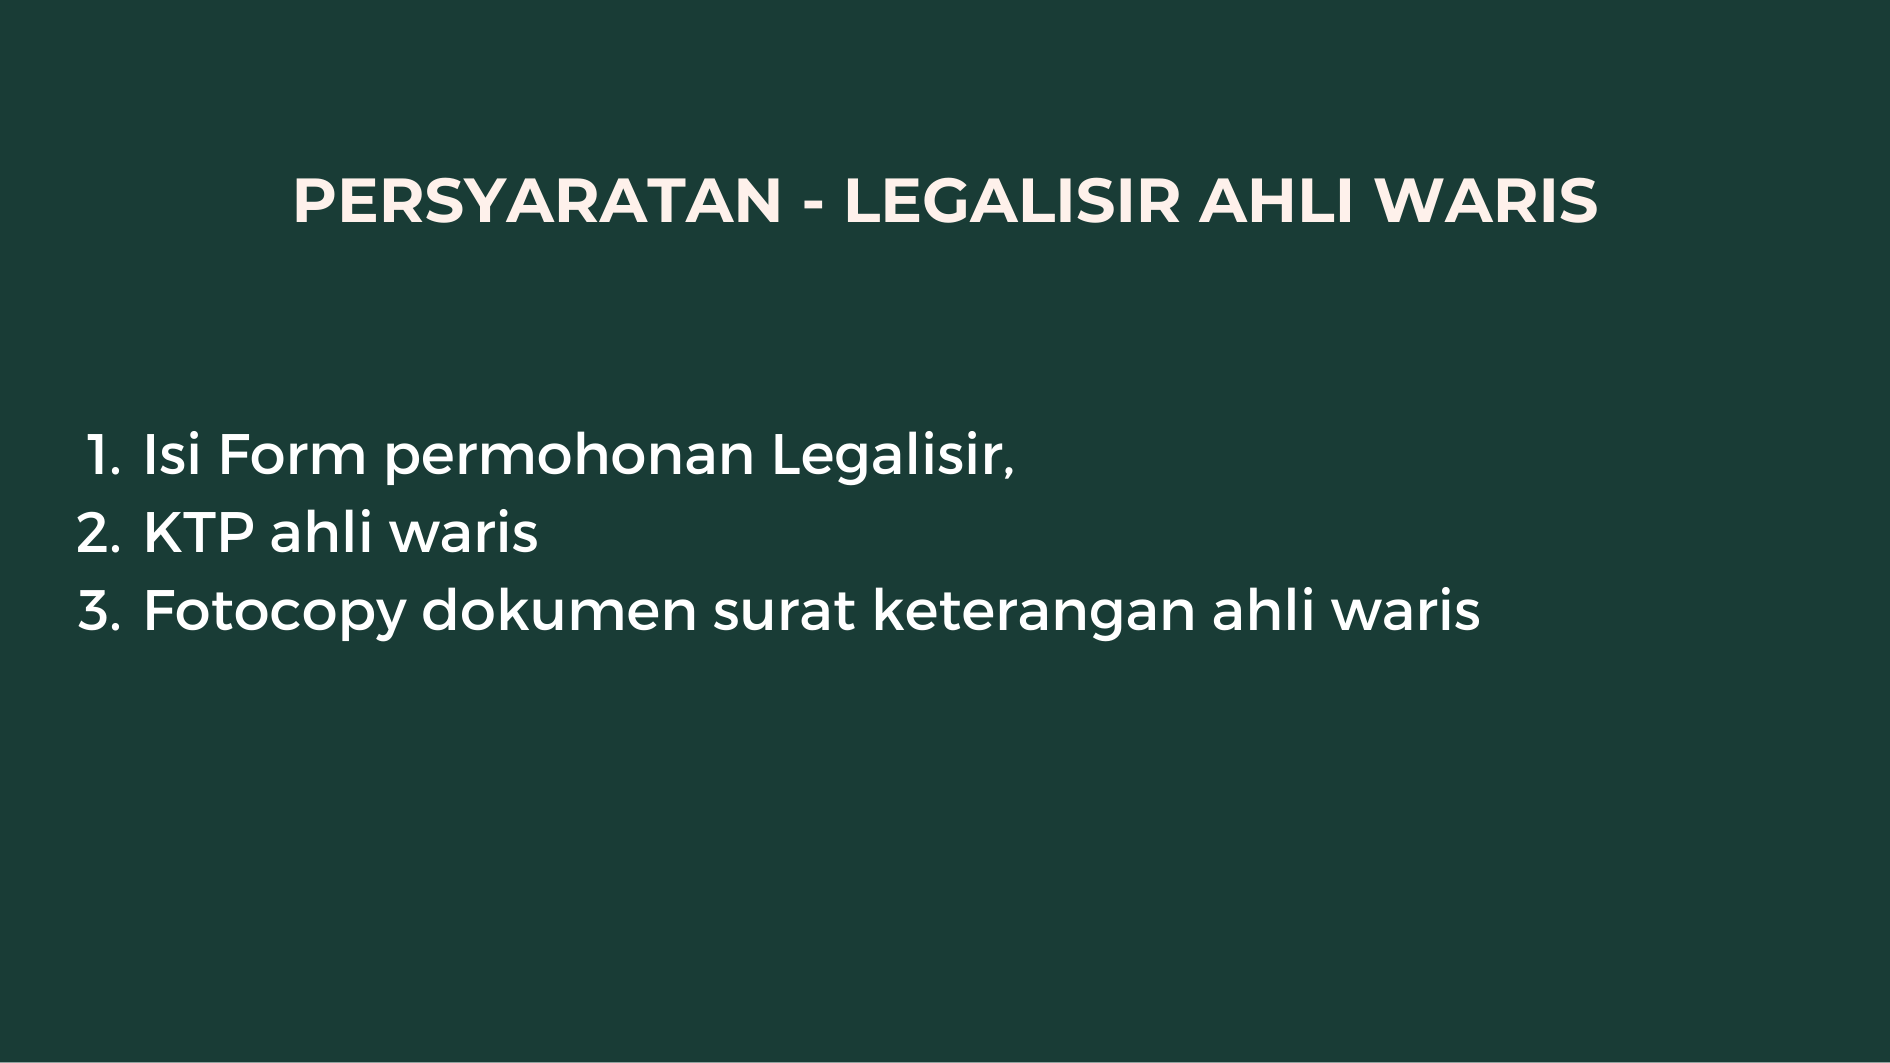 PERSYARATAN - LEGALISIR AHLI WARIS
1. Isi Form permohonan Legalisir,
2. KTP ahli waris
3. Fotocopy dokumen surat keterangan ahli waris